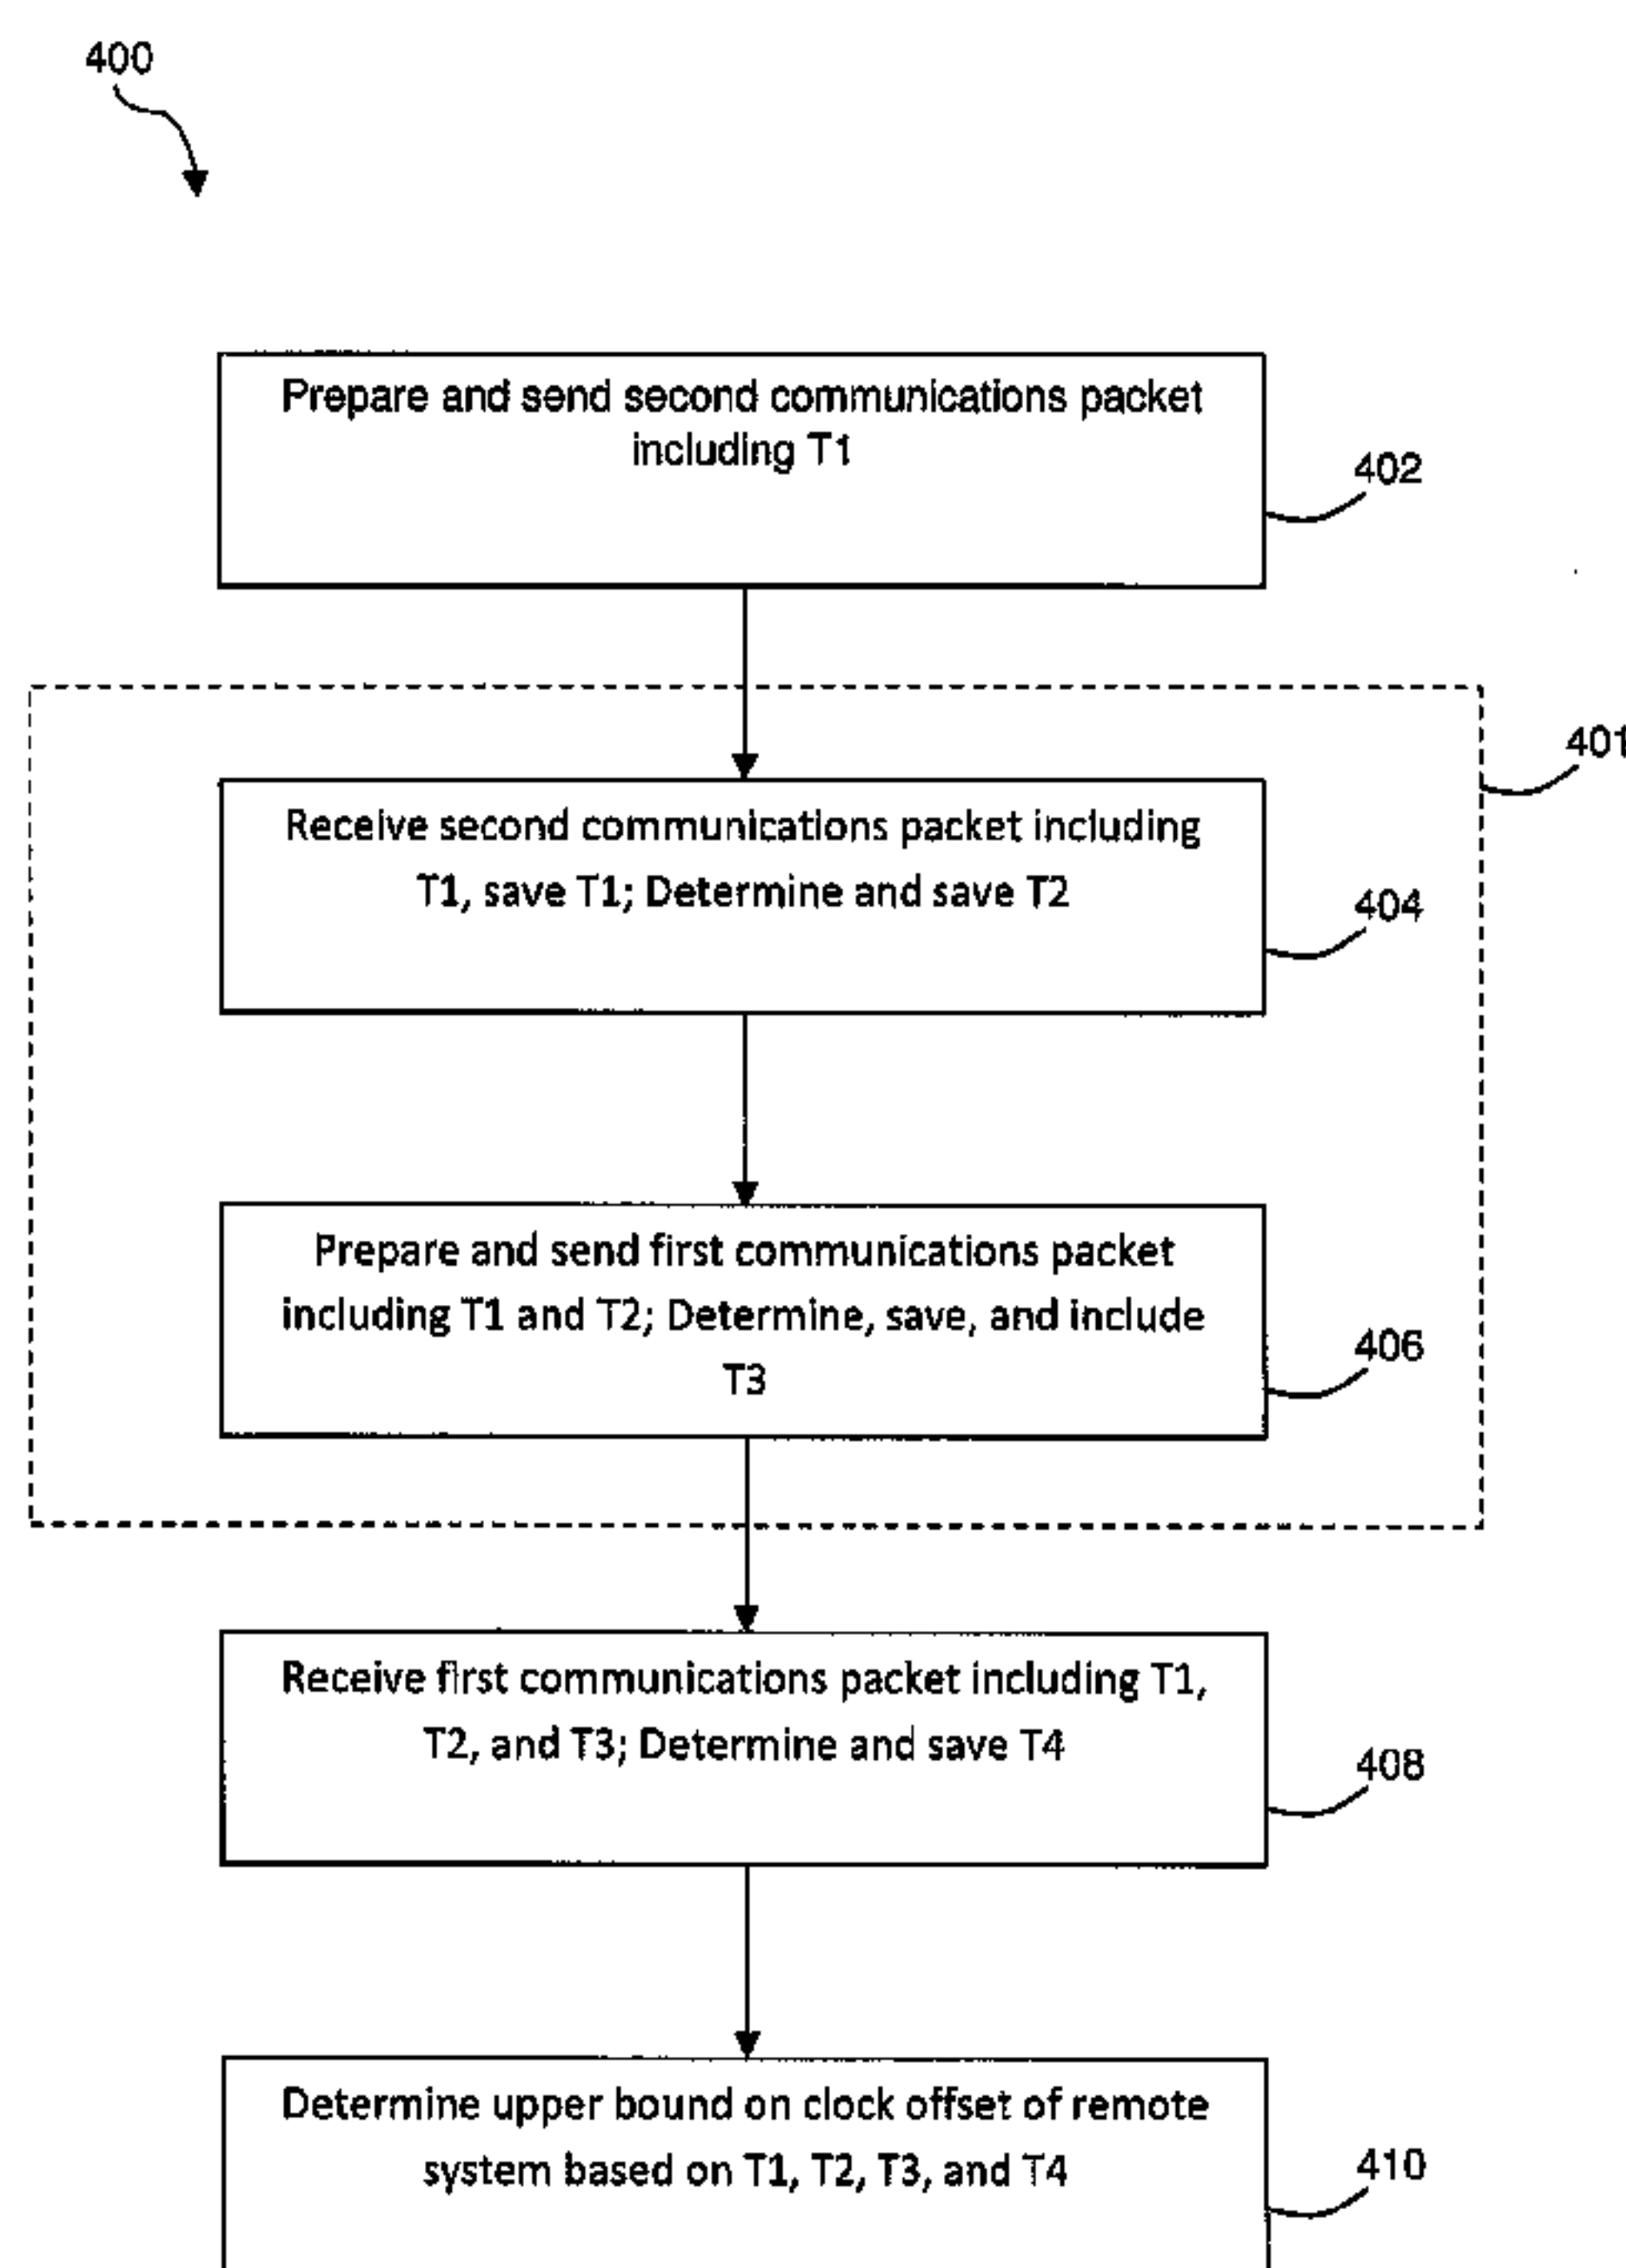 400
Prepare and send second communications packet
including T1
402
401
Receive second communications packet including
T1, save T1; Determine and save T2
404
Prepare and send first communications packet
including T1 and T2; Determine, save, and include
T3
406
Receive first communications packet including T1,
T2, and T3; Determine and save T4
408
Determine upper bound on clock offset of remote
system based on T1, T2, T3, and T4
410